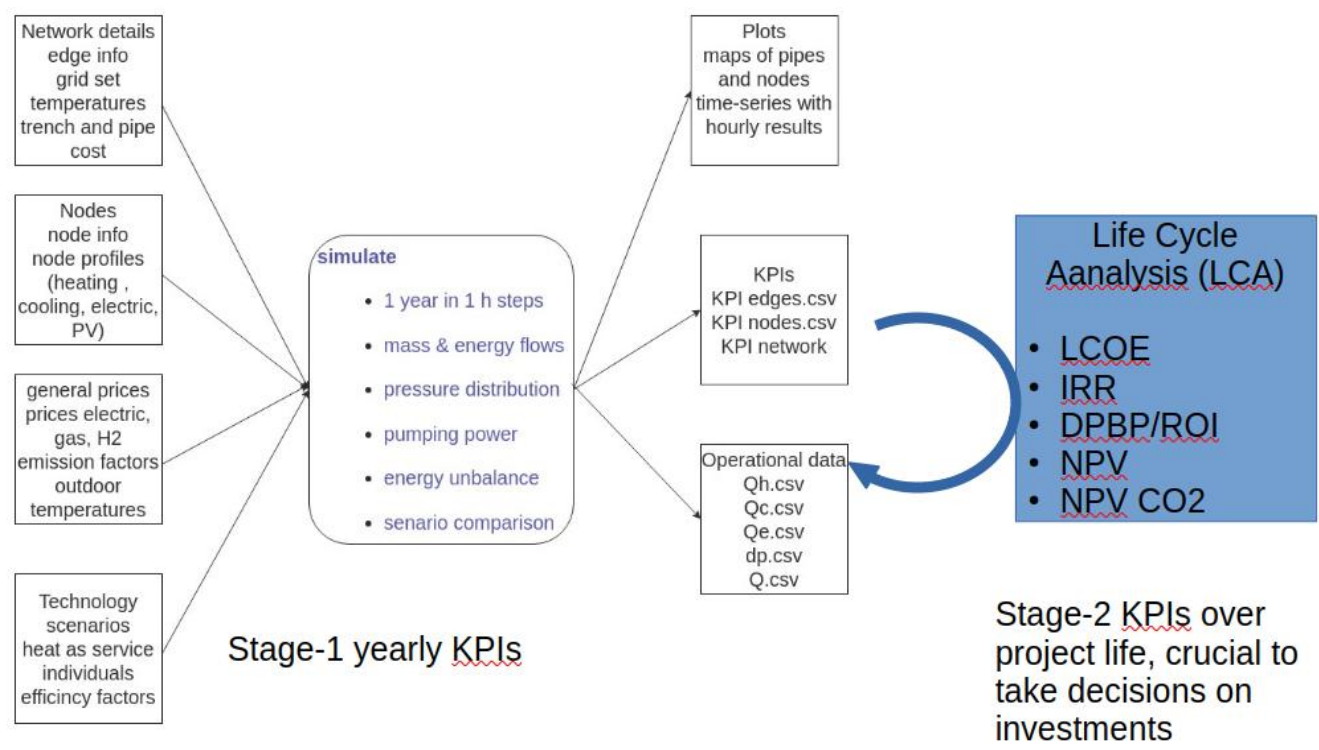 Network details
edge info
grid set
temperatures
trench and pipe
cost
Nodes
node info
node profiles
(heating ,
cooling, electric,
PV)
general prices
prices electric,
gas, H2
emission factors
outdoor
temperatures
Technology
scenarios
heat as service
individuals
efficincy factors
simulate
• 1 year in 1 h steps
• mass & energy flows
• pressure distribution
• pumping power
• energy unbalance
• senario comparison
Stage-1 yearly KPIs
Plots
maps of pipes
and nodes
time-series with
hourly results
KPIs
KPI edges.csv
KPI nodes.csv
KPI network
Operational data
Qh.csv
Qc.csv
Qe.csv
dp.csv
Q.csv
Life Cycle
Aanalysis (LCA)
• LCOE
• IRR
• DPBP/ROI
• NPV
• NPV CO2
Stage-2 KPIs over
project life, crucial to
take decisions on
investments